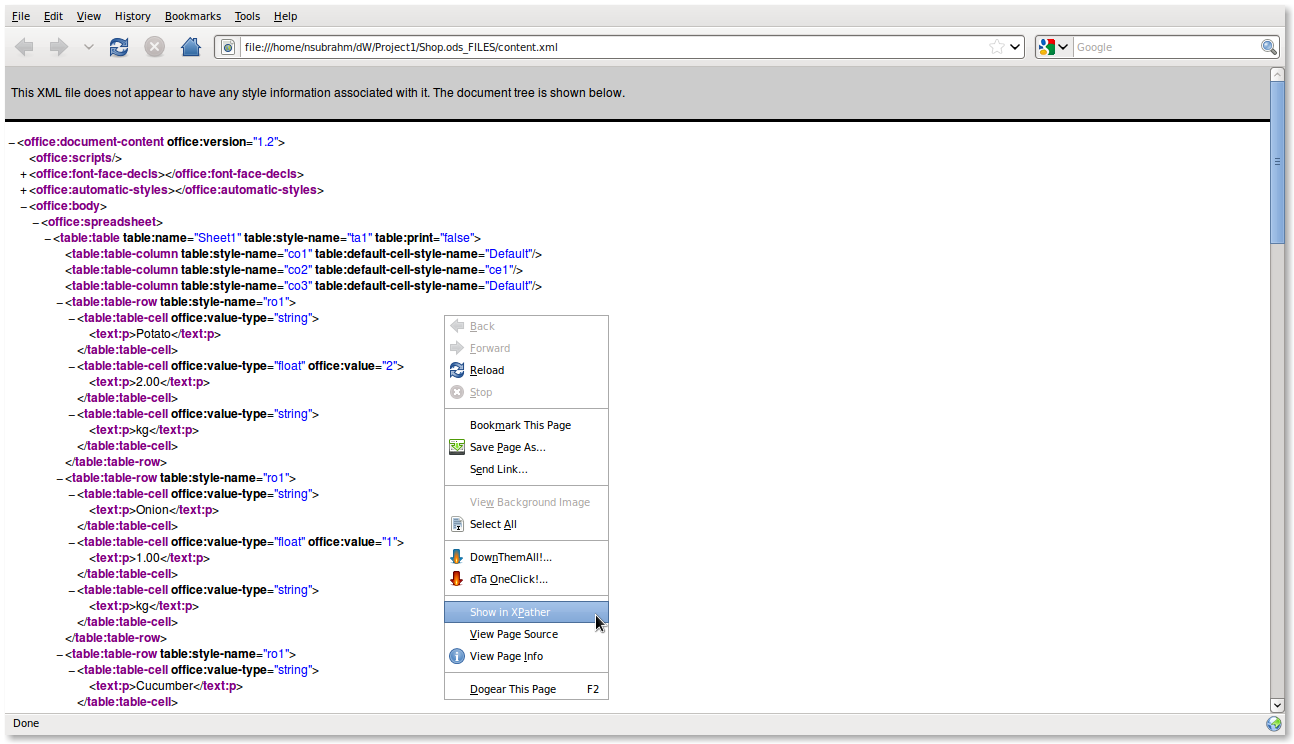 File Edit View History Bookmarks Tools Help
file:///home/nsubrahm/dW/Project1/Shop.ods_FILES/content.xml
Google
This XML file does not appear to have any style information associated with it. The document tree is shown below.
−<office:document-content office:version="1.2">
<office:scripts/>
+<office:font-face-decls></office:font-face-decls>
+<office:automatic-styles></office:automatic-styles>
−<office:body>
−<office:spreadsheet>
−<table:table table:name="Sheet1" table:style-name="ta1" table:print="false">
<table:table-column table:style-name="co1" table:default-cell-style-name="Default"/>
<table:table-column table:style-name="co2" table:default-cell-style-name="ce1"/>
<table:table-column table:style-name="co3" table:default-cell-style-name="Default"/>
−<table:table-row table:style-name="ro1">
−<table:table-cell office:value-type="string">
<text:p>Potato</text:p>
</table:table-cell>
−<table:table-cell office:value-type="float" office:value="2">
<text:p>2.00</text:p>
</table:table-cell>
−<table:table-cell office:value-type="string">
<text:p>kg</text:p>
</table:table-cell>
</table:table-row>
−<table:table-row table:style-name="ro1">
−<table:table-cell office:value-type="string">
<text:p>Onion</text:p>
</table:table-cell>
−<table:table-cell office:value-type="float" office:value="1">
<text:p>1.00</text:p>
</table:table-cell>
−<table:table-cell office:value-type="string">
<text:p>kg</text:p>
</table:table-cell>
</table:table-row>
−<table:table-row table:style-name="ro1">
−<table:table-cell office:value-type="string">
<text:p>Cucumber</text:p>
</table:table-cell>
Back
Forward
Reload
Stop
Bookmark This Page
Save Page As...
Send Link...
View Background Image
Select All
DownThemAll!...
dTa OneClick!...
Show in XPather
View Page Source
View Page Info
Dogear This Page F2
Done